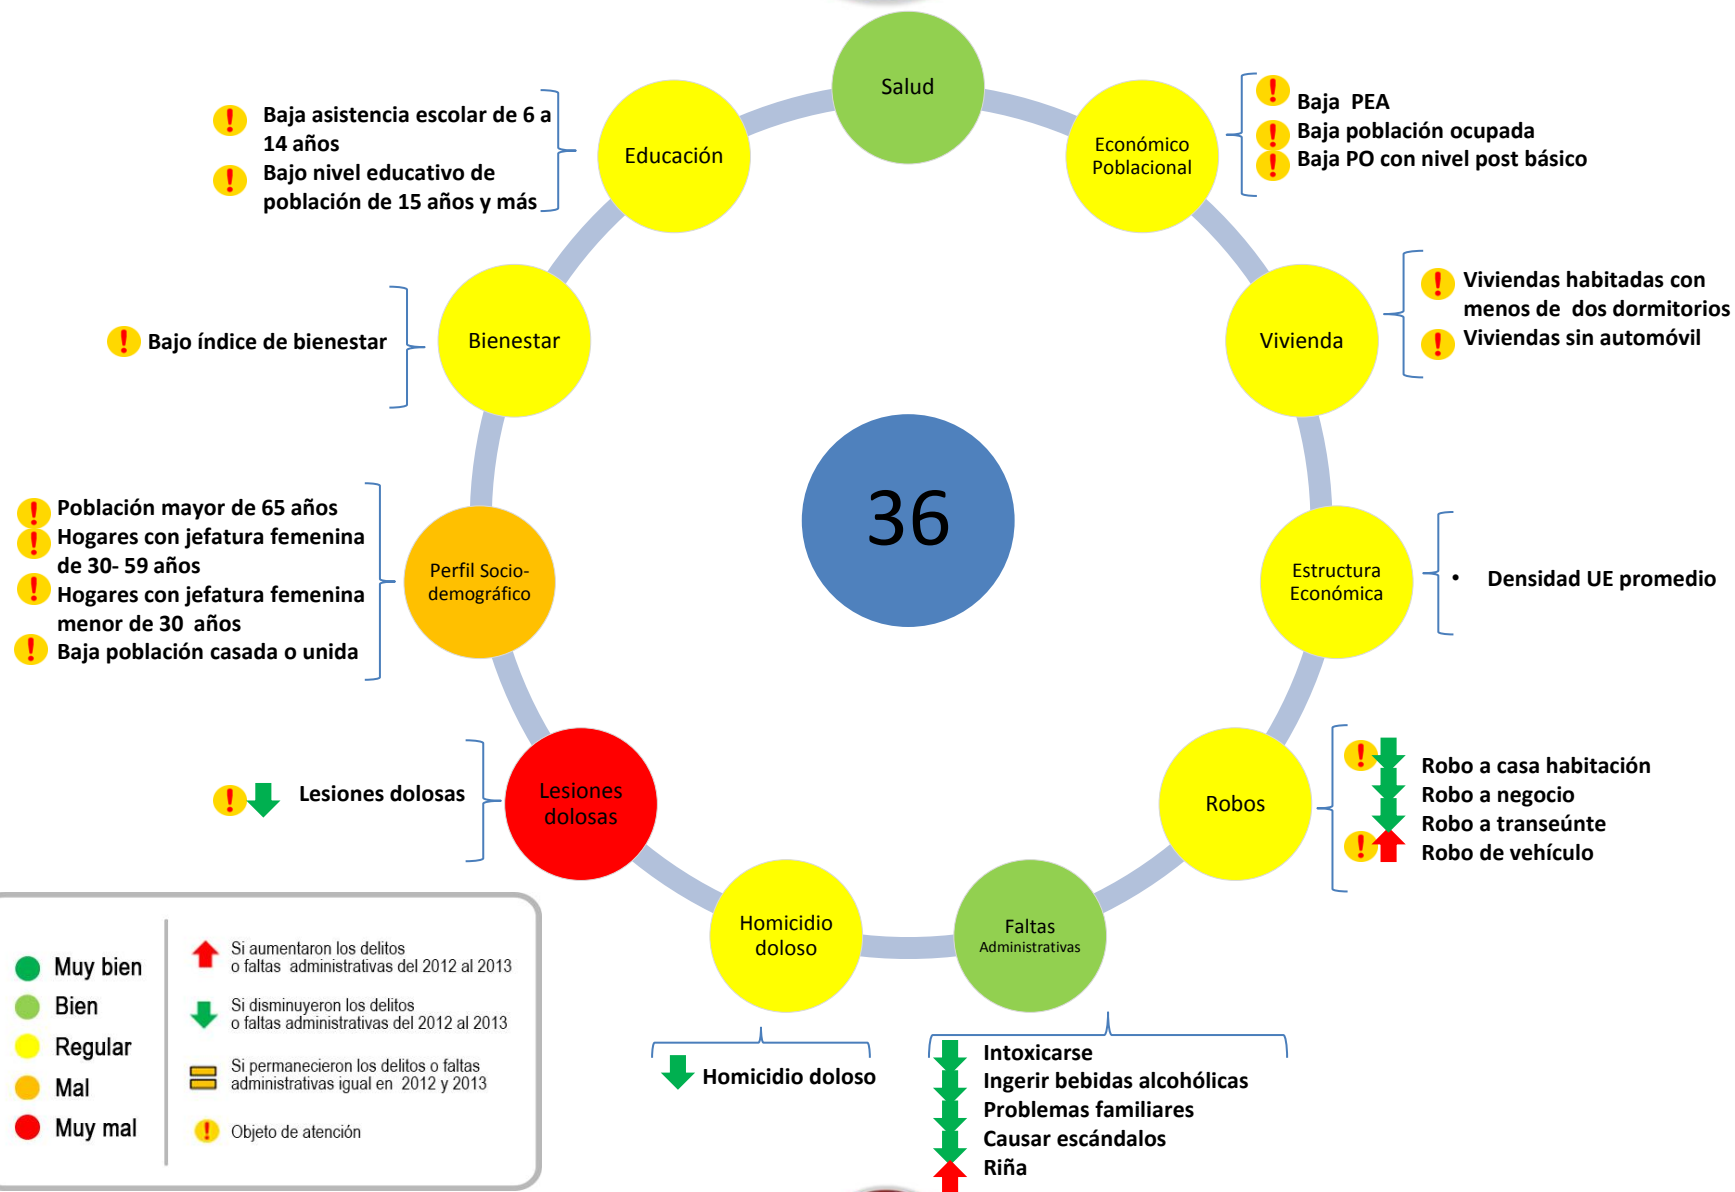 Salud
Baja asistencia escolar de 6 a
14 años
Bajo nivel educativo de
población de 15 años y más
Educación
Económico
Poblacional
Baja  PEA
Baja población ocupada
Baja PO con nivel post básico
Bajo índice de bienestar
Bienestar
Vivienda
Viviendas habitadas con
menos de  dos dormitorios
Viviendas sin automóvil
36
Población mayor de 65 años
Hogares con jefatura femenina
de 30- 59 años
Hogares con jefatura femenina
menor de 30  años
Baja población casada o unida
Perfil Socio-
demográfico
Estructura
Económica
• Densidad UE promedio
Lesiones dolosas
Lesiones
dolosas
Robos
Robo a casa habitación
Robo a negocio
Robo a transeúnte
Robo de vehículo
Homicidio
doloso
Faltas
Administrativas
Homicidio doloso
Intoxicarse
Ingerir bebidas alcohólicas
Problemas familiares
Causar escándalos
Riña
Muy bien
Bien
Regular
Mal
Muy mal
Si aumentaron los delitos
o faltas  administrativas del 2012 al 2013
Si disminuyeron los delitos
o faltas administrativas del 2012 al 2013
Si permanecieron los delitos o faltas
administrativas igual en  2012 y 2013
Objeto de atención